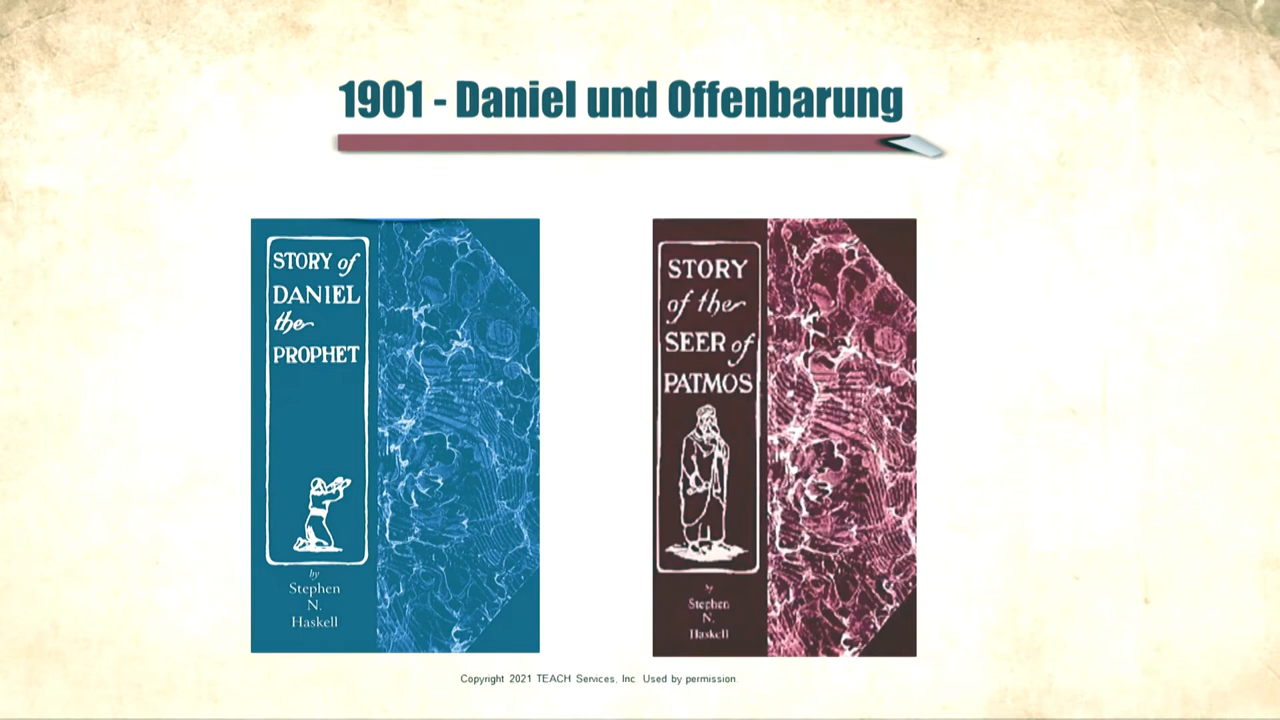 1901 - Daniel und Offenbarung
STORY of
DANIEL
the
PROPHET
by
Stephen
N.
Haskell
STORY
of the
SEER of
PATMOS
by
Stephen
N.
Haskell
Copyright 2021 TEACH Services, Inc. Used by permission.